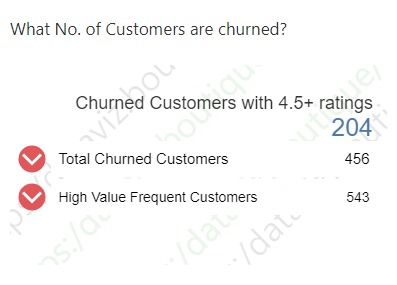 What No. of Customers are churned?
Churned Customers with 4.5+ ratings
204
Total Churned Customers 456
High Value Frequent Customers 543